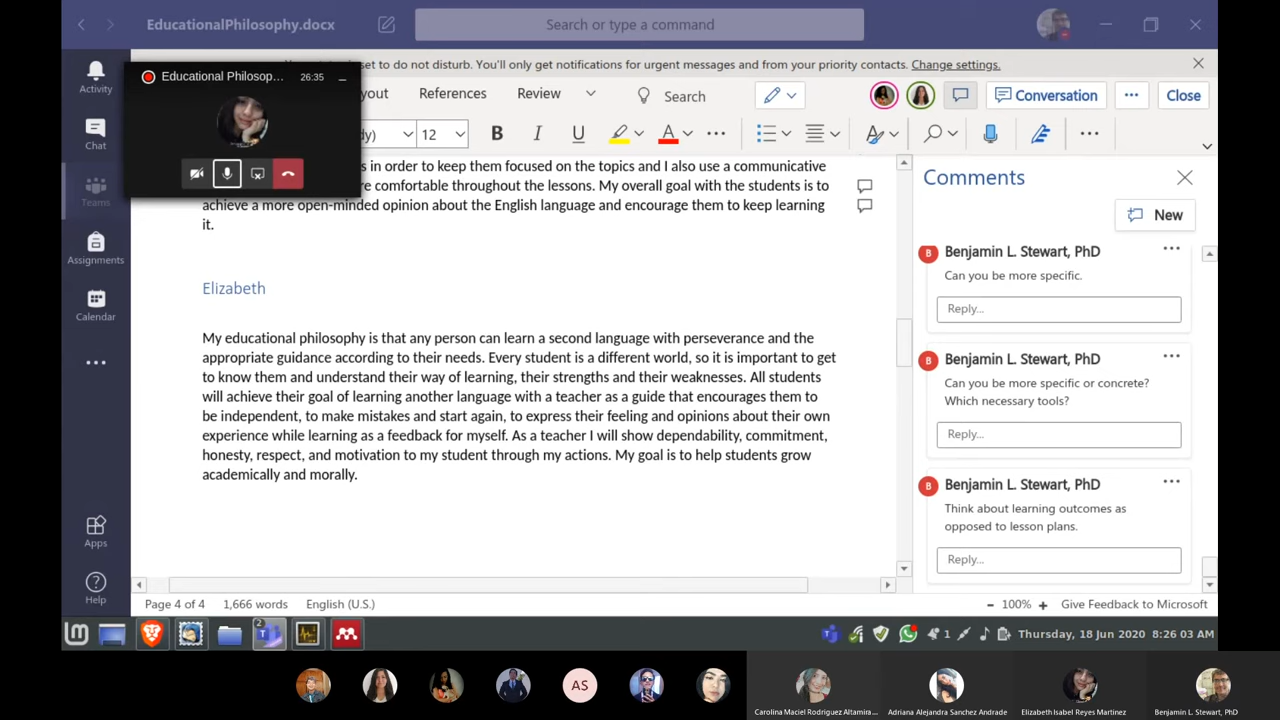 EducationalPhilosophy.docx
Search or type a command
set to do not disturb. You'll only get notifications for urgent messages and from your priority contacts. Change settings.
Educational Philosop...
26:35
Activity
Chat
Teams
Assignments
Calendar
Apps
Help
yout
References
Review
Search
Conversation
Close
dy)
12
B
I
U
A
s in order to keep them focused on the topics and I also use a communicative
re comfortable throughout the lessons. My overall goal with the students is to
achieve a more open-minded opinion about the English language and encourage them to keep learning
it.
Elizabeth
My educational philosophy is that any person can learn a second language with perseverance and the
appropriate guidance according to their needs. Every student is a different world, so it is important to get
to know them and understand their way of learning, their strengths and their weaknesses. All students
will achieve their goal of learning another language with a teacher as a guide that encourages them to
be independent, to make mistakes and start again, to express their feeling and opinions about their own
experience while learning as a feedback for myself. As a teacher I will show dependability, commitment,
honesty, respect, and motivation to my student through my actions. My goal is to help students grow
academically and morally.
Comments
New
B
Benjamin L. Stewart, PhD
Can you be more specific.
Reply...
B
Benjamin L. Stewart, PhD
Can you be more specific or concrete?
Which necessary tools?
Reply...
B
Benjamin L. Stewart, PhD
Think about learning outcomes as
opposed to lesson plans.
Reply...
Page 4 of 4
1,666 words
English (U.S.)
100%
Give Feedback to Microsoft
2
1
Thursday, 18 Jun 2020
8:26:03 AM
AS
Carolina Maciel Rodriguez Altamira...
Adriana Alejandra Sanchez Andrade
Elizabeth Isabel Reyes Martinez
Benjamin L. Stewart, PhD